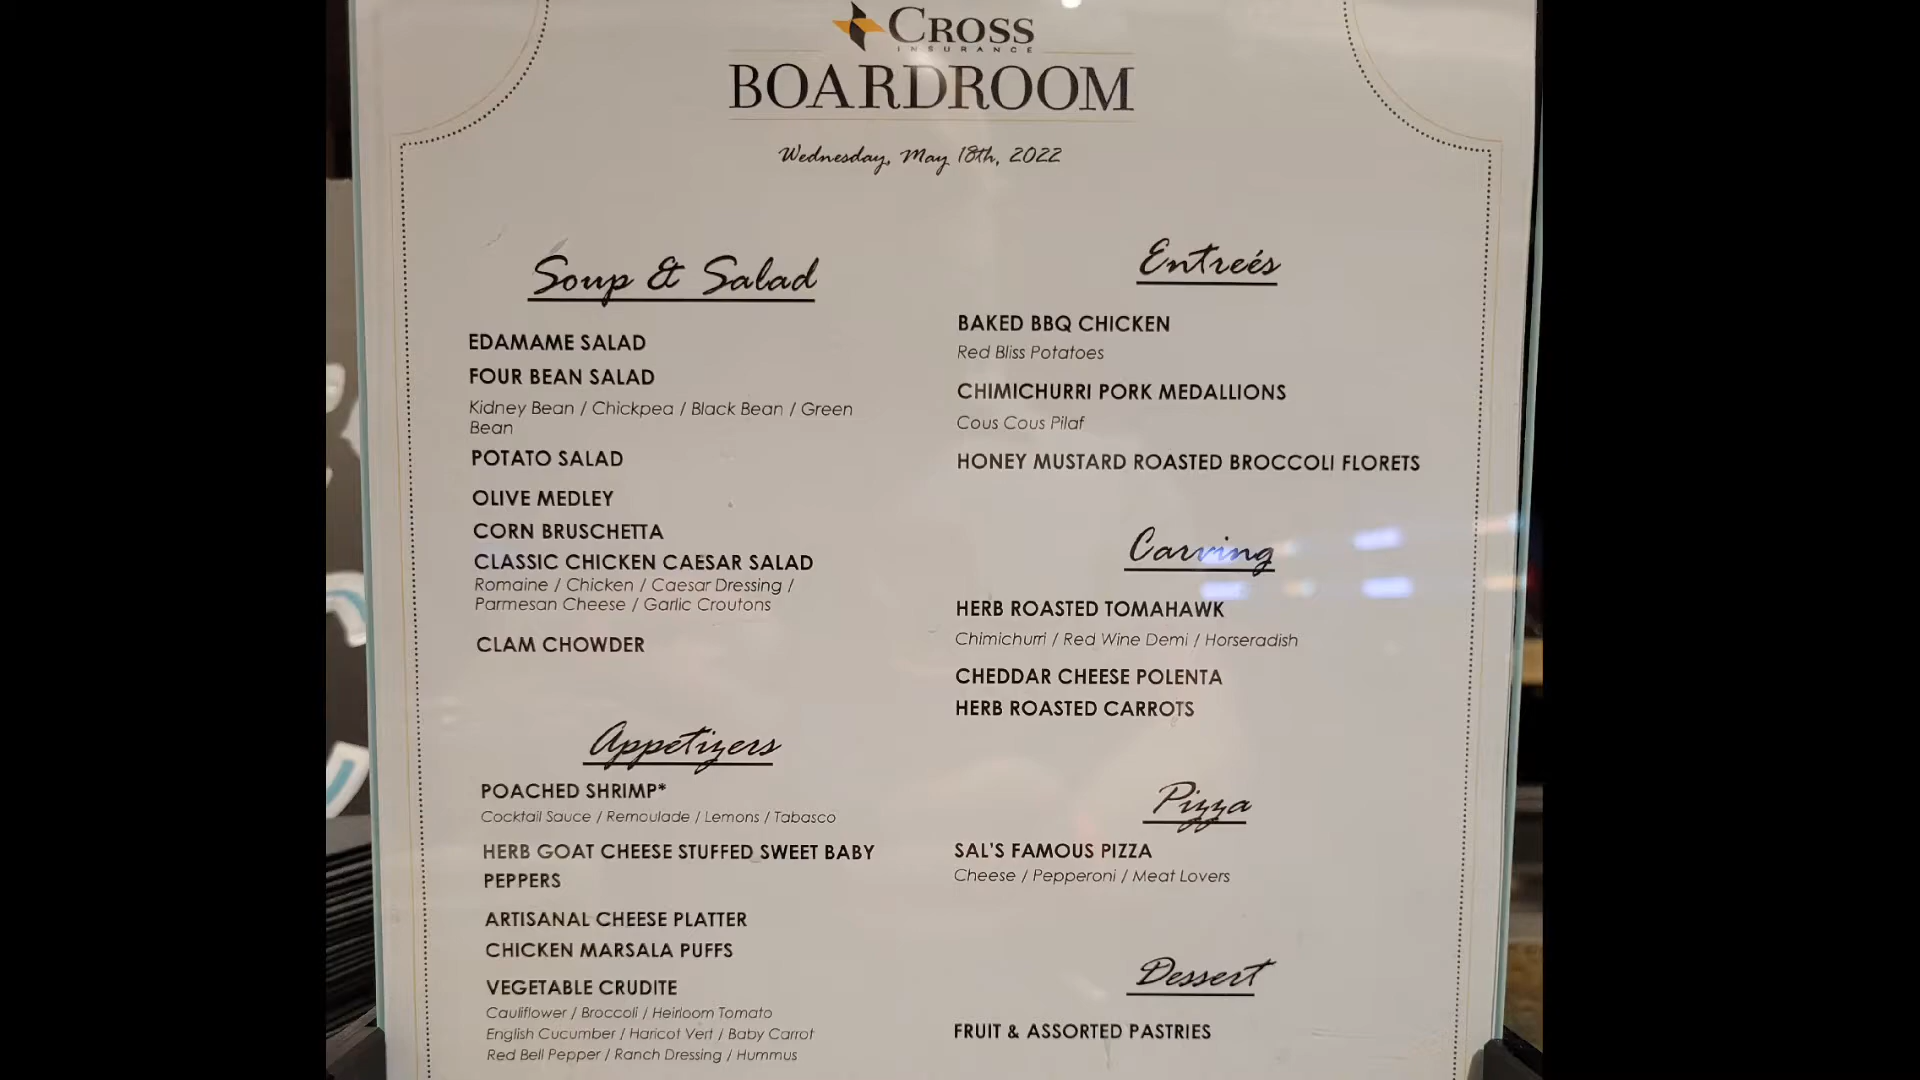 CROSS
INSURANCE
BOARDROOM
Wednesday, May 18th, 2022
Soup & Salad
EDAMAME SALAD
FOUR BEAN SALAD
Kidney Bean / Chickpea / Black Bean / Green
Bean
POTATO SALAD
OLIVE MEDLEY
CORN BRUSCHETTA
CLASSIC CHICKEN CAESAR SALAD
Romaine / Chicken / Caesar Dressing /
Parmesan Cheese / Garlic Croutons
CLAM CHOWDER
Appetizers
POACHED SHRIMP*
Cocktail Sauce / Remoulade / Lemons / Tabasco
HERB GOAT CHEESE STUFFED SWEET BABY
PEPPERS
ARTISANAL CHEESE PLATTER
CHICKEN MARSALA PUFFS
VEGETABLE CRUDITE
Cauliflower / Broccoli / Heirloom Tomato
English Cucumber / Haricot Vert / Baby Carrot
Red Bell Pepper / Ranch Dressing / Hummus
Entreés
BAKED BBQ CHICKEN
Red Bliss Potatoes
CHIMICHURRI PORK MEDALLIONS
Cous Cous Pilaf
HONEY MUSTARD ROASTED BROCCOLI FLORETS
Carving
HERB ROASTED TOMAHAWK
Chimichurri / Red Wine Demi / Horseradish
CHEDDAR CHEESE POLENTA
HERB ROASTED CARROTS
Pizza
SAL'S FAMOUS PIZZA
Cheese / Pepperoni / Meat Lovers
Dessert
FRUIT & ASSORTED PASTRIES